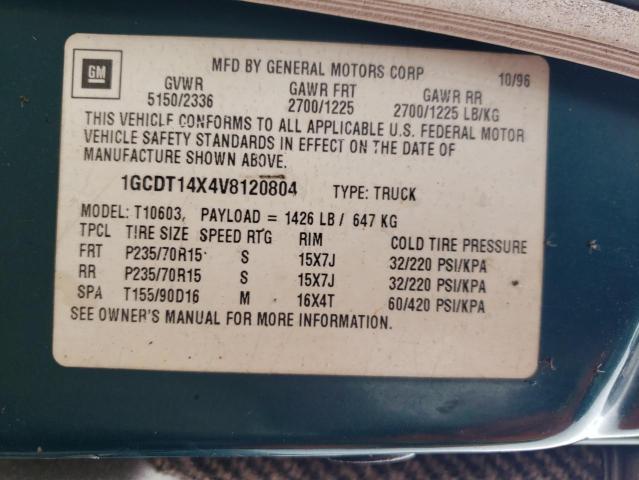 GM
MFD BY GENERAL MOTORS CORP 10/96
GVWR GAWR FRT GAWR RR
5150/2336 2700/1225 2700/1225 LB/KG
THIS VEHICLE CONFORMS TO ALL APPLICABLE U.S. FEDERAL MOTOR
VEHICLE SAFETY STANDARDS IN EFFECT ON THE DATE OF
MANUFACTURE SHOWN ABOVE.
1GCDT14X4V8120804 TYPE: TRUCK
MODEL: T10603, PAYLOAD = 1426 LB / 647 KG
TPCL TIRE SIZE SPEED RTG RIM COLD TIRE PRESSURE
FRT P235/70R15 S 15X7J 32/220 PSI/KPA
RR P235/70R15 S 15X7J 32/220 PSI/KPA
SPA T155/90D16 M 16X4T 60/420 PSI/KPA
SEE OWNER'S MANUAL FOR MORE INFORMATION.